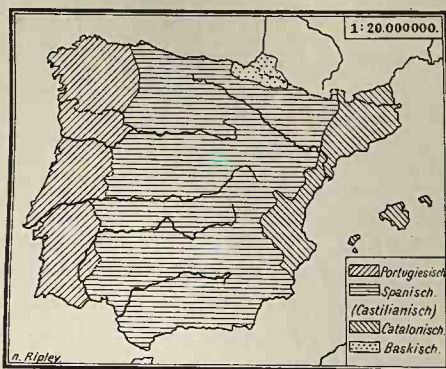 1:20.000000.
Portugiesisch.
Spanisch.
(Castilianisch)
Catalonisch.
Baskisch.
n. Ripley.